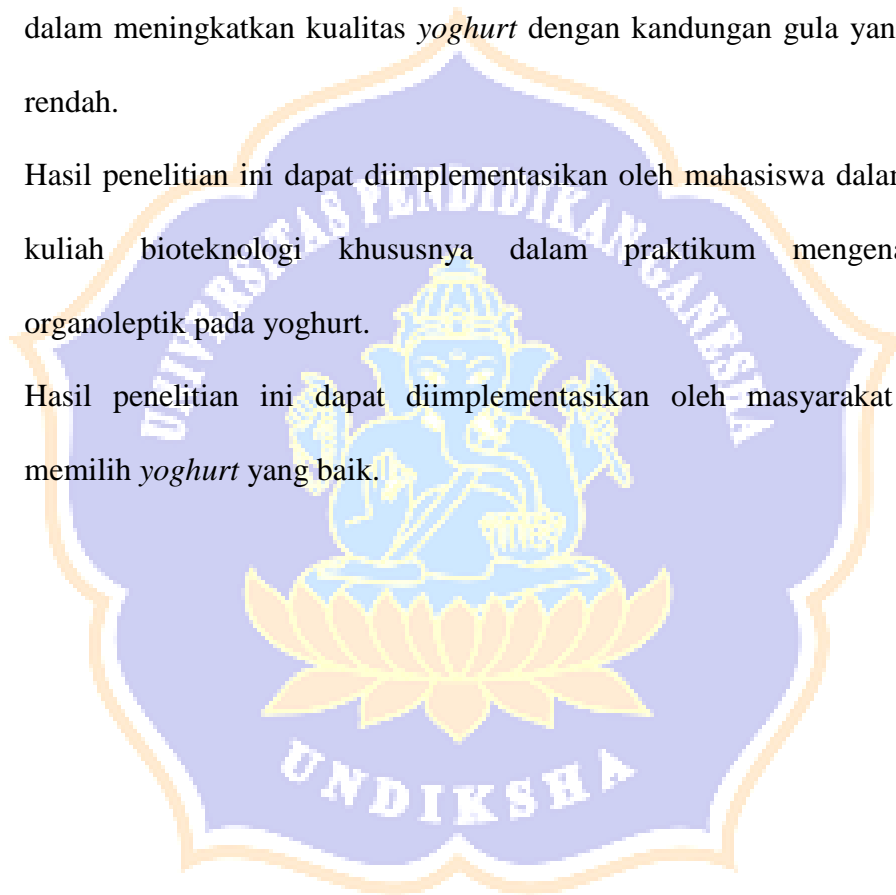 dalam meningkatkan kualitas yoghurt dengan kandungan gula yan
rendah.
Hasil penelitian ini dapat diimplementasikan oleh mahasiswa dalam
kuliah bioteknologi khususnya dalam praktikum mengena
organoleptik pada yoghurt.
Hasil penelitian ini dapat diimplementasikan oleh masyarakat
memilih yoghurt yang baik.
UNIVERSITAS PENDIDIKAN GANESHA
UNDIKSHA